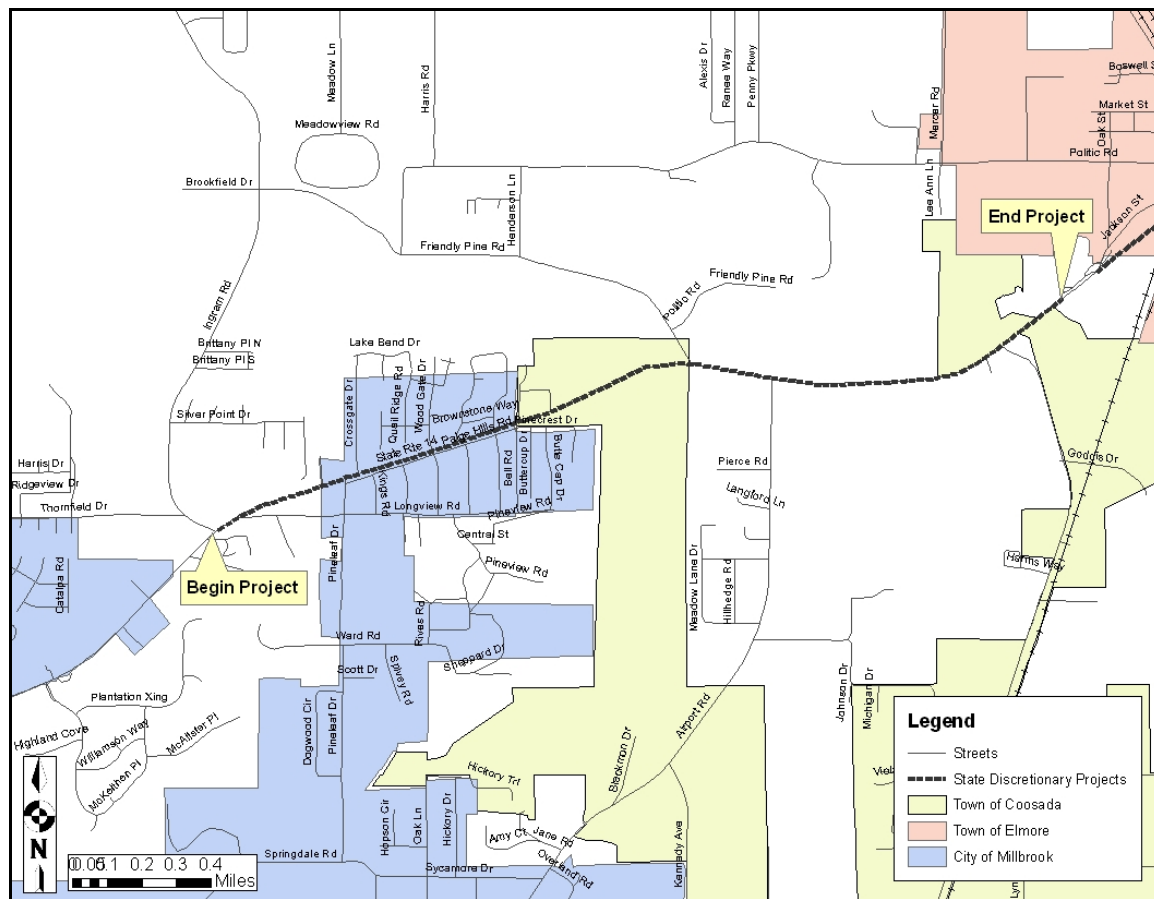 Meadow Ln
Harris Rd
Alexis Dr
Renee Way
Penny Pkwy
Mercer Rd
Market St
Oak St
Politic Rd
Meadowview Rd
Brookfield Dr
Henderson Ln
Lee Ann Ln
Jackson St
End Project
Friendly Pine Rd
Friendly Pine Rd
Ingram Rd
Brittany Pl N
Brittany Pl S
Lake Bend Dr
Crossgate Dr
Quail Ridge Rd
Wood Gate Dr
Brownstone Way
Silver Point Dr
State Rte 14 Paige Hills Rd
Pinecrest Dr
Bell Rd
Buttercup Dr
Butte Cap Dr
Harris Dr
Ridgeview Dr
Thornfield Dr
Kings Rd
Longview Rd
Pineview Rd
Pierce Rd
Langford Ln
Goddis Dr
Central St
Pineleaf Dr
Pineview Rd
Catalpa Rd
Begin Project
Harris Way
Meadow Lane Dr
Hillhedge Rd
Rives Rd
Ward Rd
Sheppard Dr
Scott Dr
Spivey Rd
Johnson Dr
Michigan Dr
Plantation Xing
Highland Cove
Williamson Way
McAlister Pl
McKeithen Pl
Dogwood Cir
Pineleaf Dr
Airport Rd
Blackmon Dr
Hickory Trl
Hopson Cir
Oak Ln
Hickory Dr
Amy Ct
Jane Rd
Overland Rd
Kennedy Ave
Springdale Rd
Sycamore Dr
N
0 0.05 0.1 0.2 0.3 0.4
Miles
Legend
Streets
State Discretionary Projects
Town of Coosada
Town of Elmore
City of Millbrook